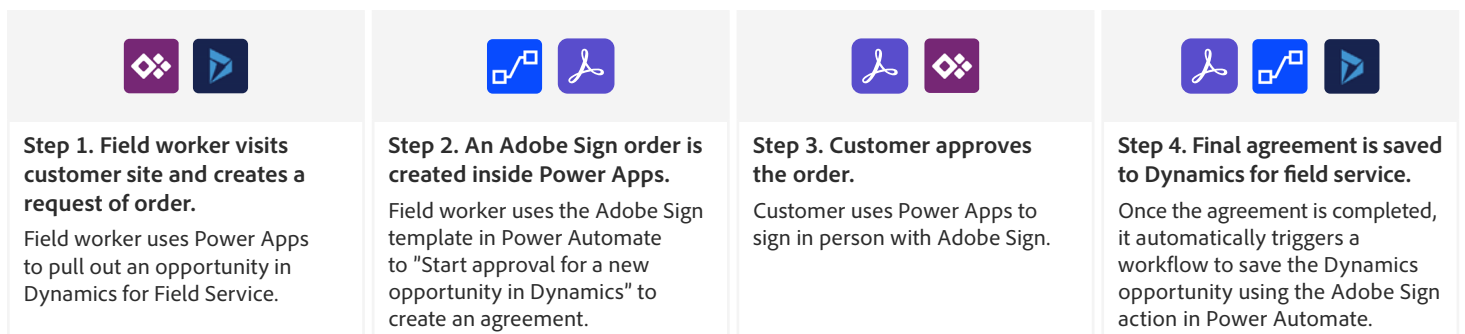 Step 1. Field worker visits
customer site and creates a
request of order.
Field worker uses Power Apps
to pull out an opportunity in
Dynamics for Field Service.
Step 2. An Adobe Sign order is
created inside Power Apps.
Field worker uses the Adobe Sign
template in Power Automate
to "Start approval for a new
opportunity in Dynamics" to
create an agreement.
Step 3. Customer approves
the order.
Customer uses Power Apps to
sign in person with Adobe Sign.
Step 4. Final agreement is saved
to Dynamics for field service.
Once the agreement is completed,
it automatically triggers a
workflow to save the Dynamics
opportunity using the Adobe Sign
action in Power Automate.